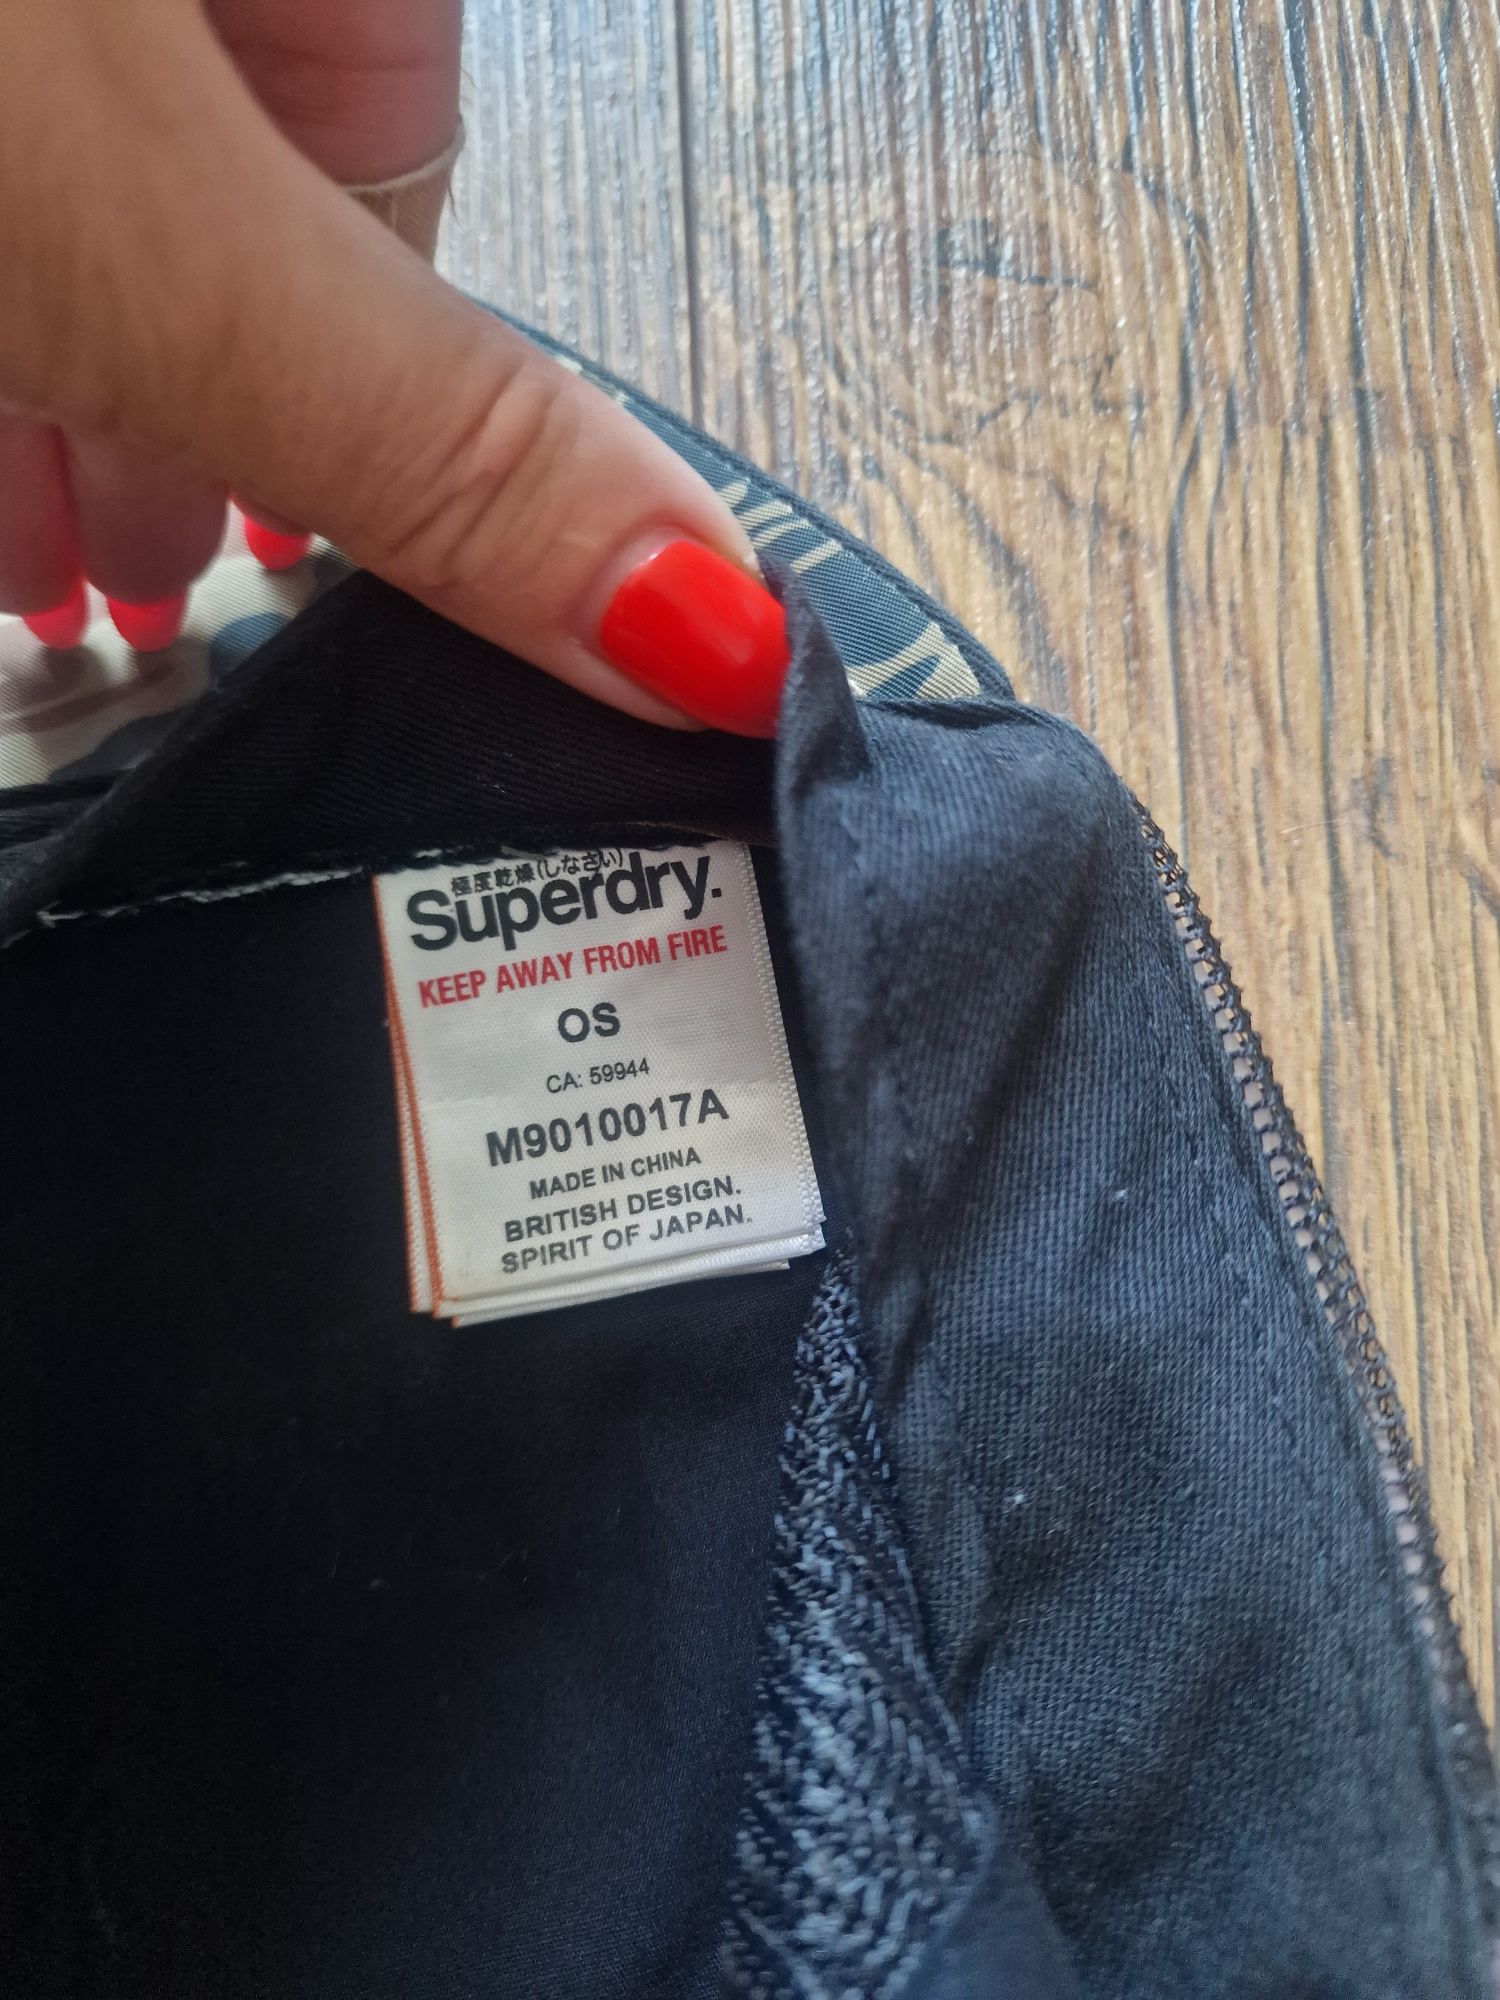 極度乾燥(しなさい)
Superdry.
KEEP AWAY FROM FIRE
OS
CA: 59944
M9010017A
MADE IN CHINA
BRITISH DESIGN.
SPIRIT OF JAPAN.